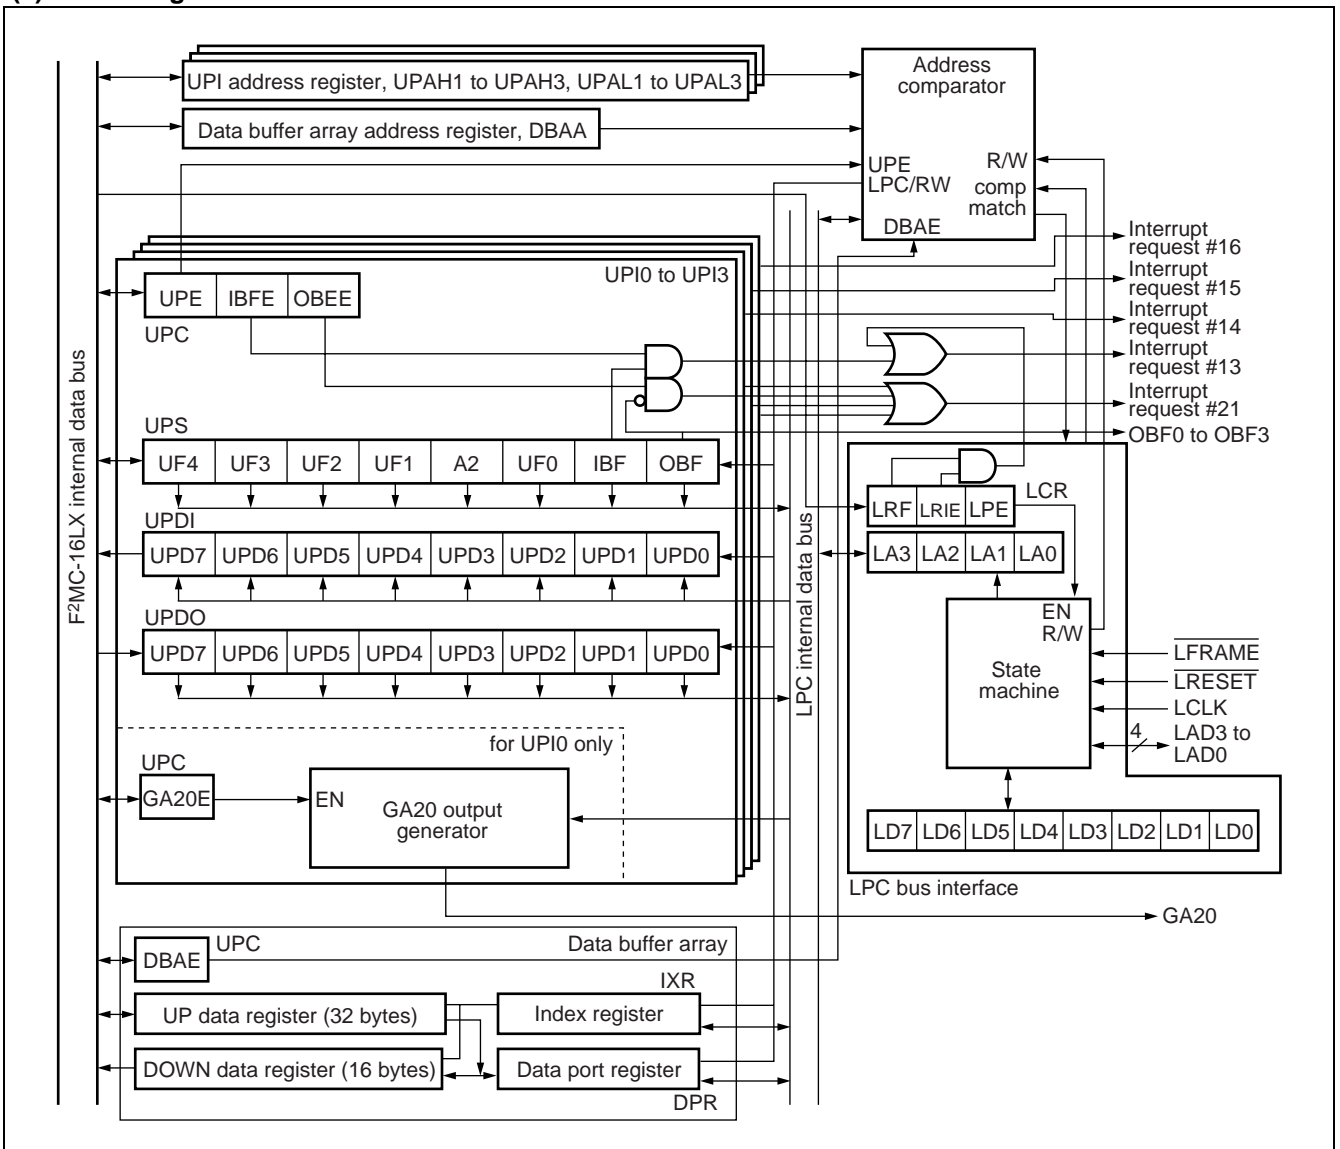 UPI address register, UPAH1 to UPAH3, UPAL1 to UPAL3
Data buffer array address register, DBAA
Address
comparator
UPE
LPC/RW
DBAE
R/W
comp
match
Interrupt
request #16
Interrupt
request #15
Interrupt
request #14
Interrupt
request #13
Interrupt
request #21
OBF0 to OBF3
F2MC-16LX internal data bus
UPI0 to UPI3
UPE IBFE OBEE
UPC
UPS
UF4 UF3 UF2 UF1 A2 UF0 IBF OBF
UPDI
UPD7 UPD6 UPD5 UPD4 UPD3 UPD2 UPD1 UPD0
UPDO
UPD7 UPD6 UPD5 UPD4 UPD3 UPD2 UPD1 UPD0
for UPI0 only
UPC
GA20E
EN
GA20 output
generator
LPC internal data bus
LCR
LRF LRIE LPE
LA3 LA2 LA1 LA0
EN
R/W
State
machine
LFRAME
LRESET
LCLK
4
LAD3 to
LAD0
LD7 LD6 LD5 LD4 LD3 LD2 LD1 LD0
LPC bus interface
GA20
DBAE
UPC
Data buffer array
IXR
UP data register (32 bytes)
Index register
DOWN data register (16 bytes)
Data port register
DPR